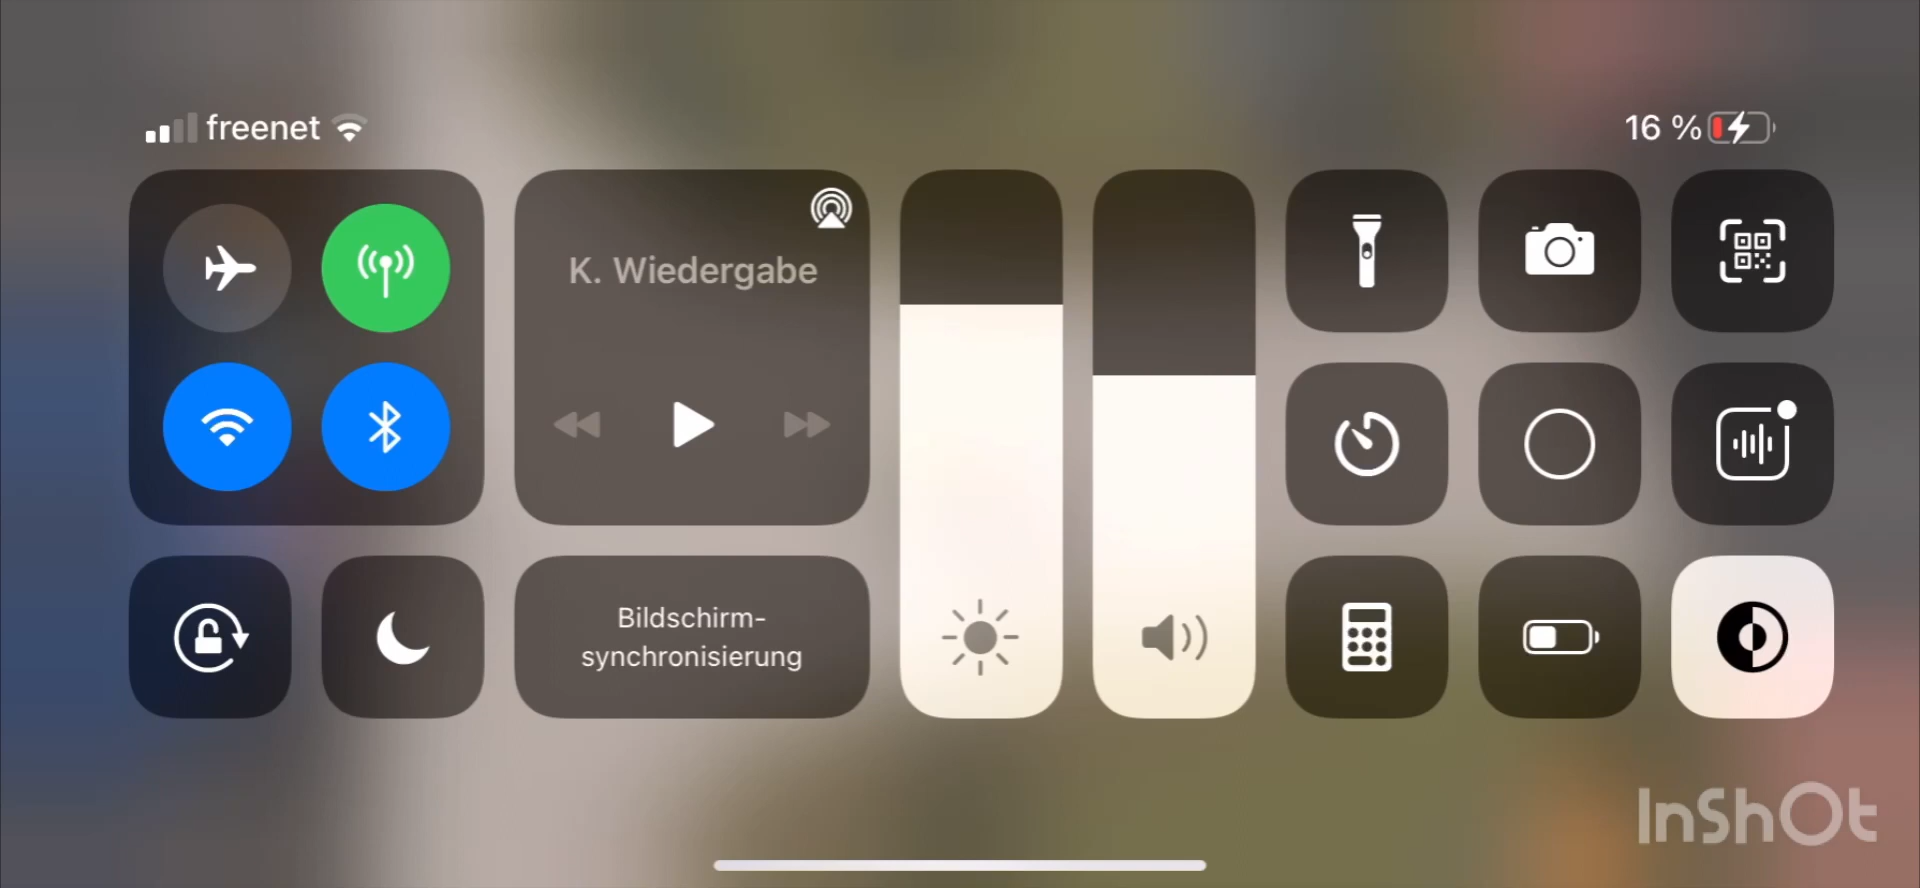 freenet
16 %
K. Wiedergabe
Bildschirm-
synchronisierung
InShOt